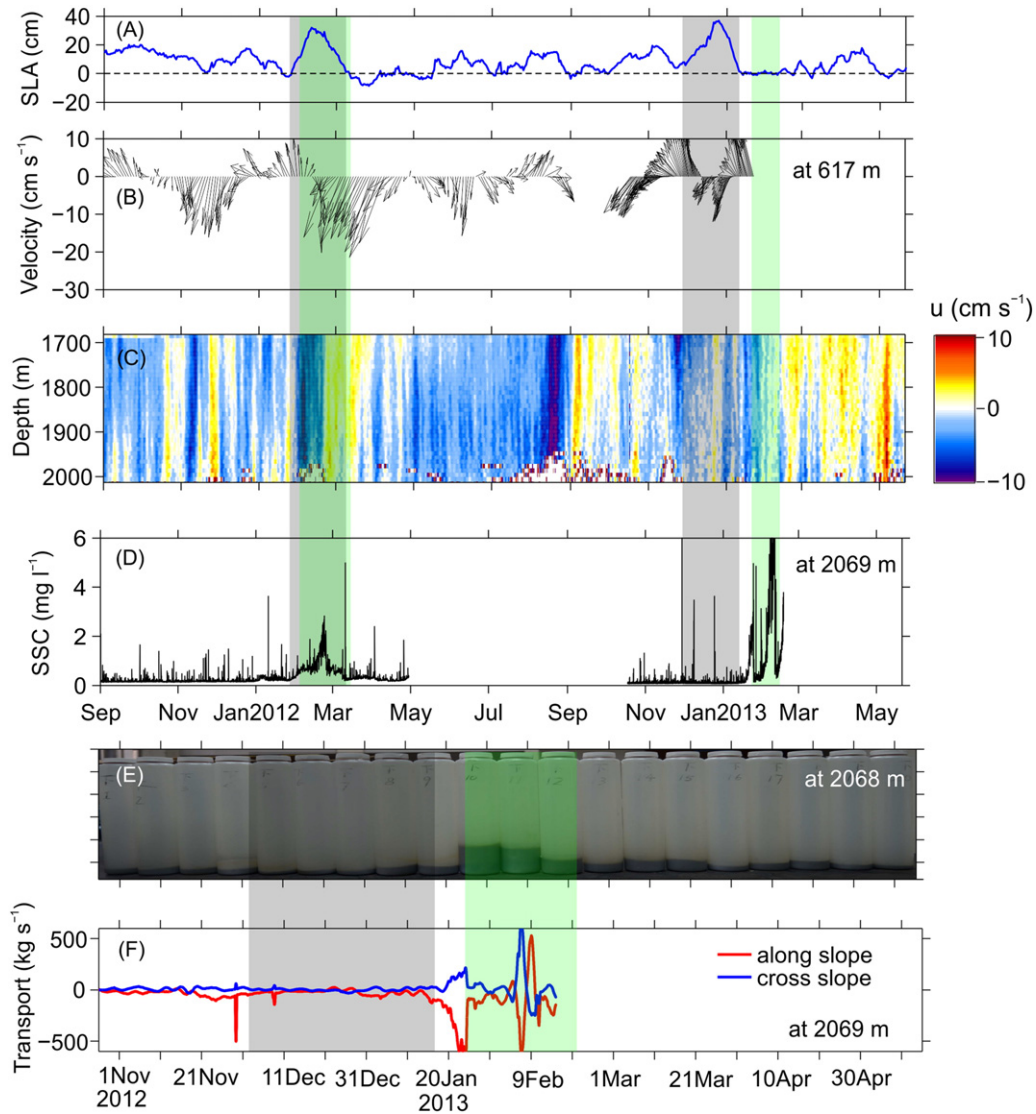 (A)
SLA (cm)
40
20
0
−20
(B)
at 617 m
Velocity (cm s⁻¹)
10
0
−10
−20
−30
(C)
Depth (m)
1700
1800
1900
2000
u (cm s⁻¹)
10
0
−10
(D)
at 2069 m
SSC (mg l⁻¹)
6
4
2
0
Sep Nov Jan2012 Mar May Jul Sep Nov Jan2013 Mar May
(E)
at 2068 m
(F)
Transport (kg s⁻¹)
500
0
−500
along slope
cross slope
at 2069 m
1Nov 21Nov 11Dec 31Dec 20Jan 9Feb 1Mar 21Mar 10Apr 30Apr
2012 2013